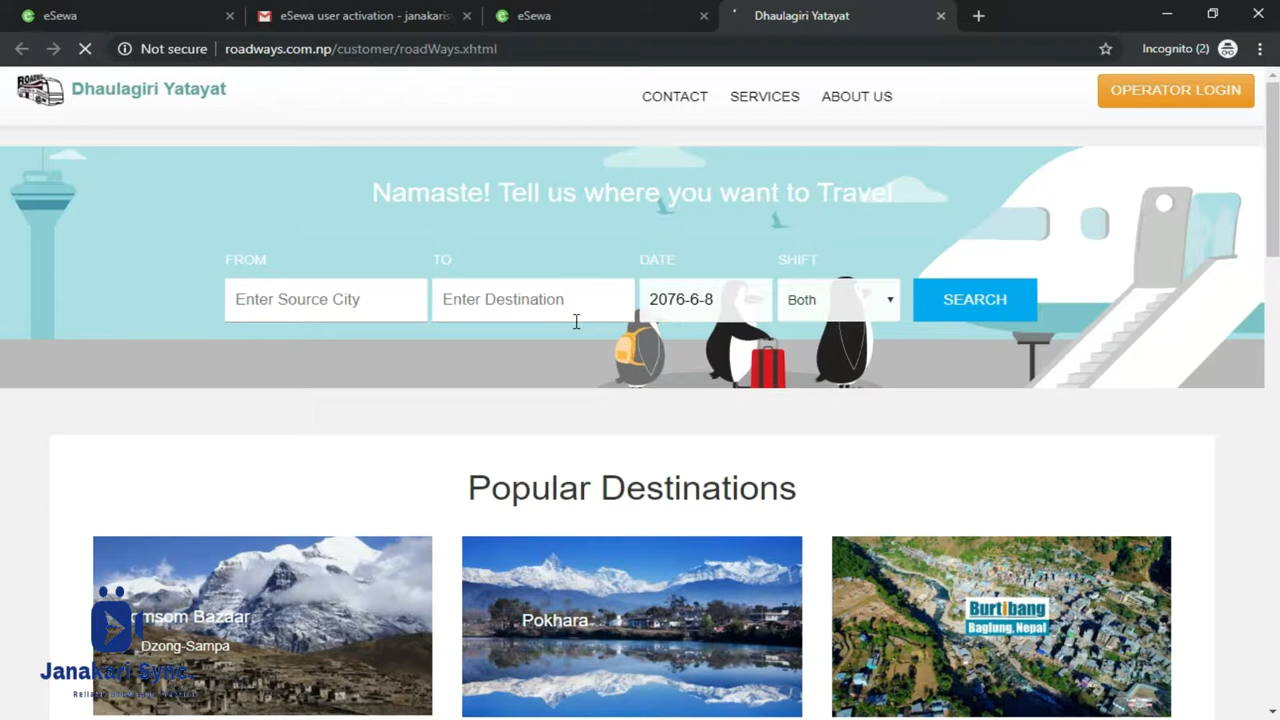 eSewa
eSewa user activation - janakarisy
eSewa
Dhaulagiri Yatayat
Not secure
roadways.com.np/customer/roadWays.xhtml
Incognito (2)
Dhaulagiri Yatayat
CONTACT
SERVICES
ABOUT US
OPERATOR LOGIN
Namaste! Tell us where you want to Travel
FROM
TO
DATE
SHIFT
Enter Source City
Enter Destination
2076-6-8
Both
SEARCH
Popular Destinations
omsom Bazaar
Dzong-Sampa
Pokhara
Burtibang
Baglung, Nepal
Janakari Sync.